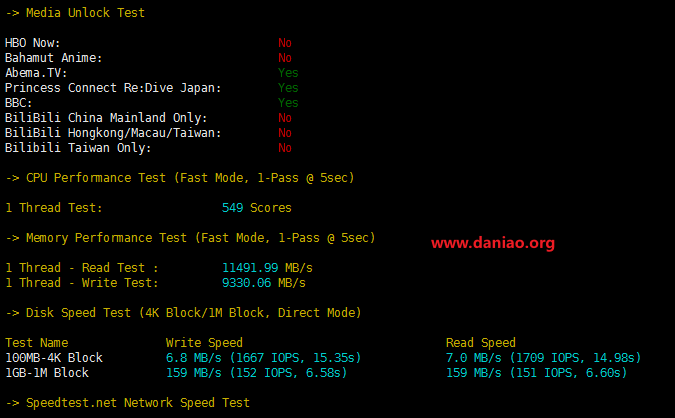 -> Media Unlock Test
HBO Now: No
Bahamut Anime: No
Abema.TV: Yes
Princess Connect Re:Dive Japan: Yes
BBC: Yes
BiliBili China Mainland Only: No
BiliBili Hongkong/Macau/Taiwan: No
Bilibili Taiwan Only: No
-> CPU Performance Test (Fast Mode, 1-Pass @ 5sec)
1 Thread Test: 549 Scores
-> Memory Performance Test (Fast Mode, 1-Pass @ 5sec)
www.daniao.org
1 Thread - Read Test : 11491.99 MB/s
1 Thread - Write Test: 9330.06 MB/s
-> Disk Speed Test (4K Block/1M Block, Direct Mode)
Test Name Write Speed Read Speed
100MB-4K Block 6.8 MB/s (1667 IOPS, 15.35s) 7.0 MB/s (1709 IOPS, 14.98s)
1GB-1M Block 159 MB/s (152 IOPS, 6.58s) 159 MB/s (151 IOPS, 6.60s)
-> Speedtest.net Network Speed Test